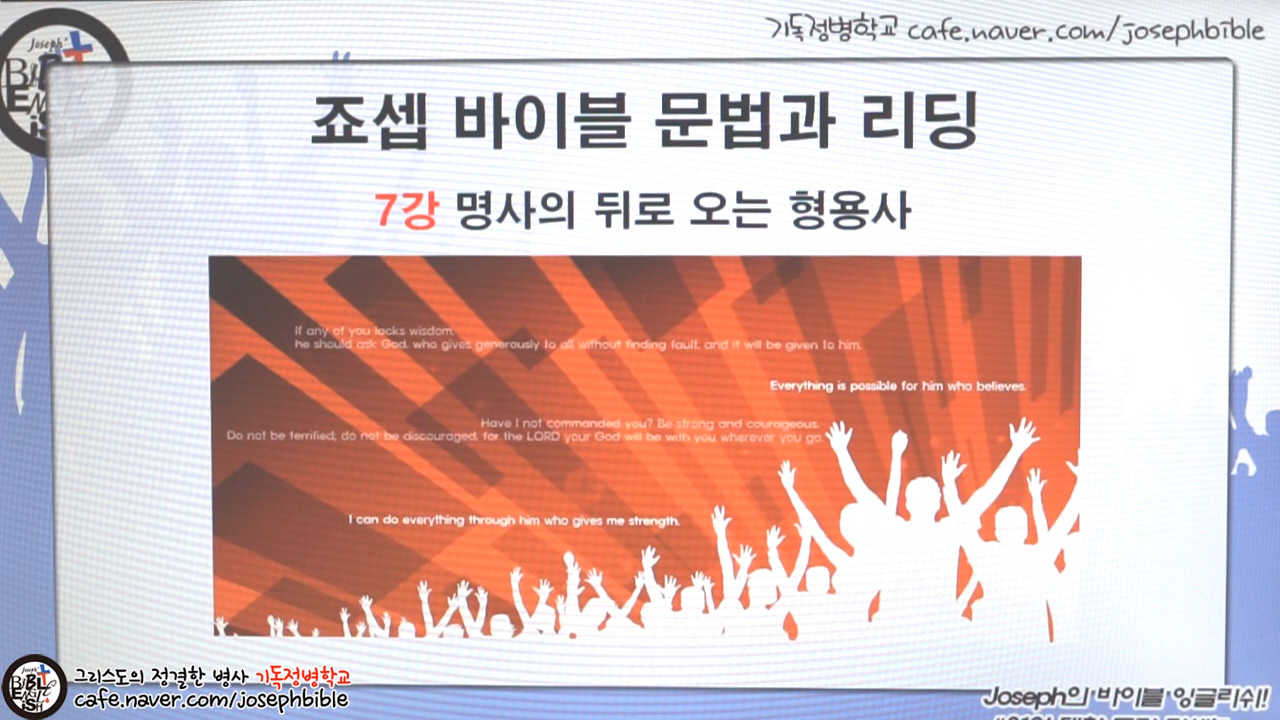 기독정병학교 cafe.naver.com/josephbible
Joseph's
BIBLE
ENGLISH
죠셉 바이블 문법과 리딩
7강 명사의 뒤로 오는 형용사
If any of you lacks wisdom,
he should ask God, who gives generously to all without finding fault, and it will be given to him.
Everything is possible for him who believes.
Have I not commanded you? Be strong and courageous.
Do not be terrified; do not be discouraged, for the LORD your God will be with you wherever you go.
I can do everything through him who gives me strength.
그리스도의 정결한 병사 기독정병학교
cafe.naver.com/josephbible
Joseph의 바이블 잉글리쉬!!